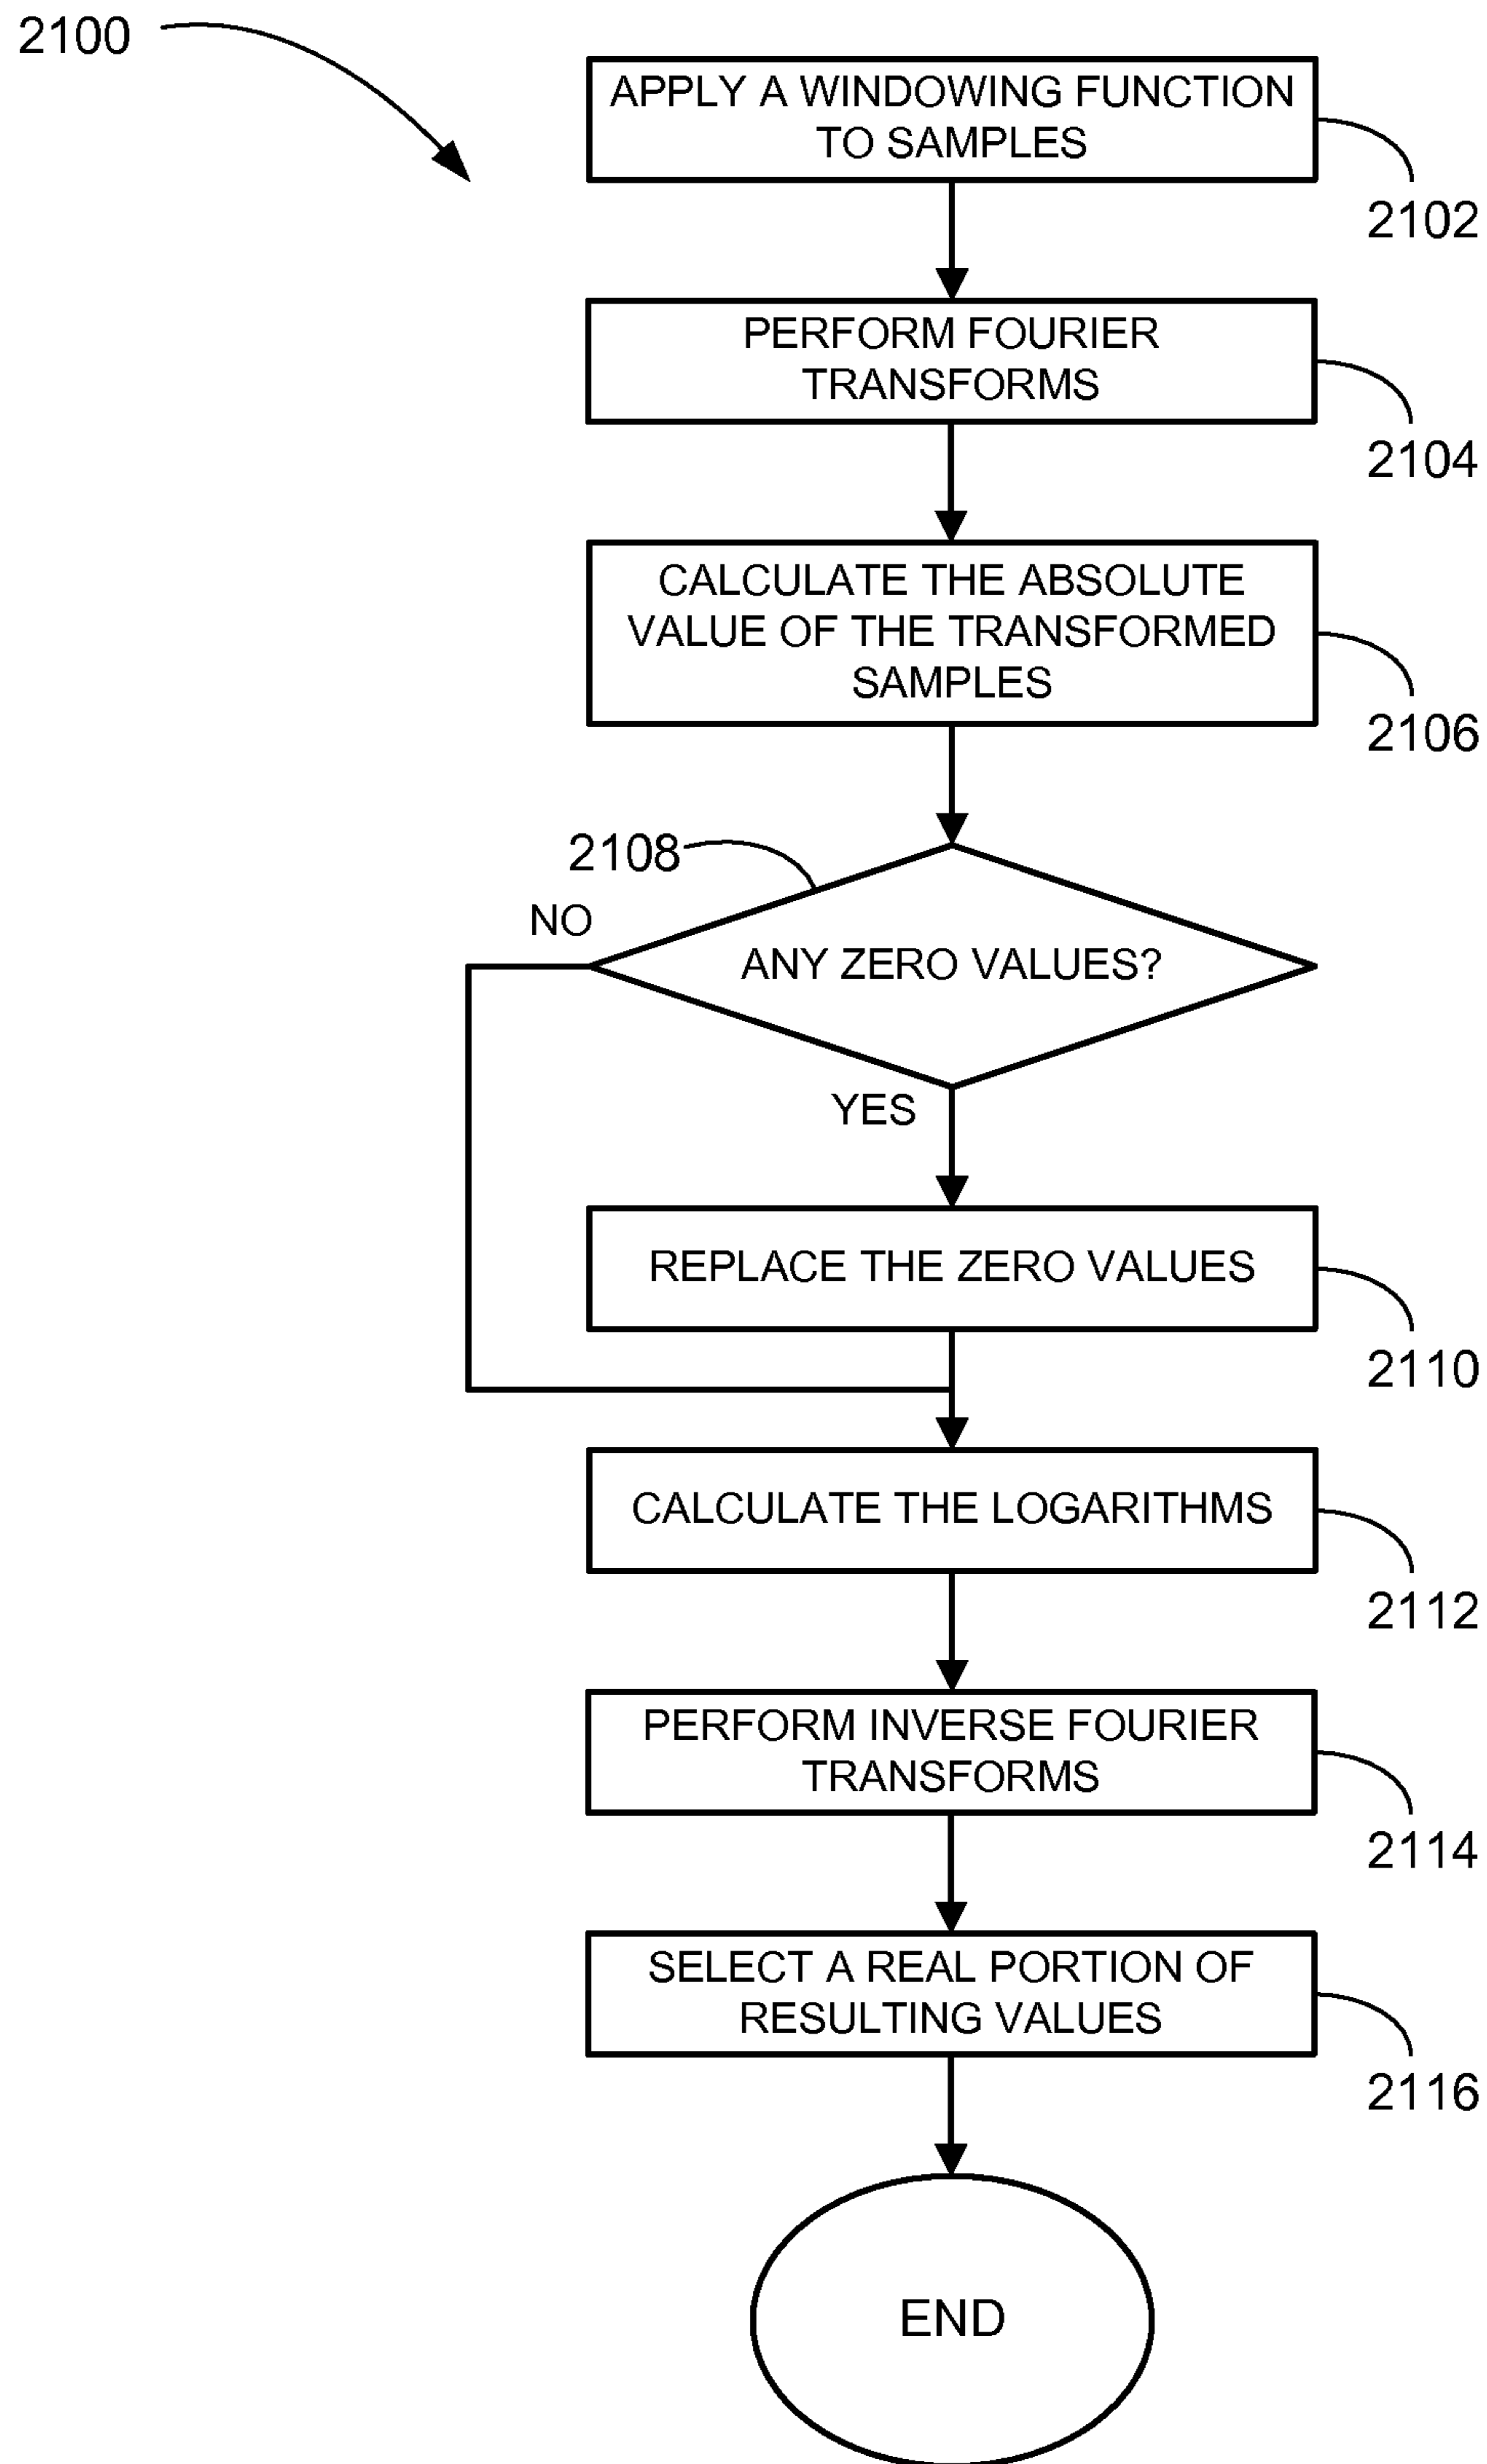 2100
APPLY A WINDOWING FUNCTION
TO SAMPLES
2102
PERFORM FOURIER
TRANSFORMS
2104
CALCULATE THE ABSOLUTE
VALUE OF THE TRANSFORMED
SAMPLES
2106
2108
NO
ANY ZERO VALUES?
YES
REPLACE THE ZERO VALUES
2110
CALCULATE THE LOGARITHMS
2112
PERFORM INVERSE FOURIER
TRANSFORMS
2114
SELECT A REAL PORTION OF
RESULTING VALUES
2116
END